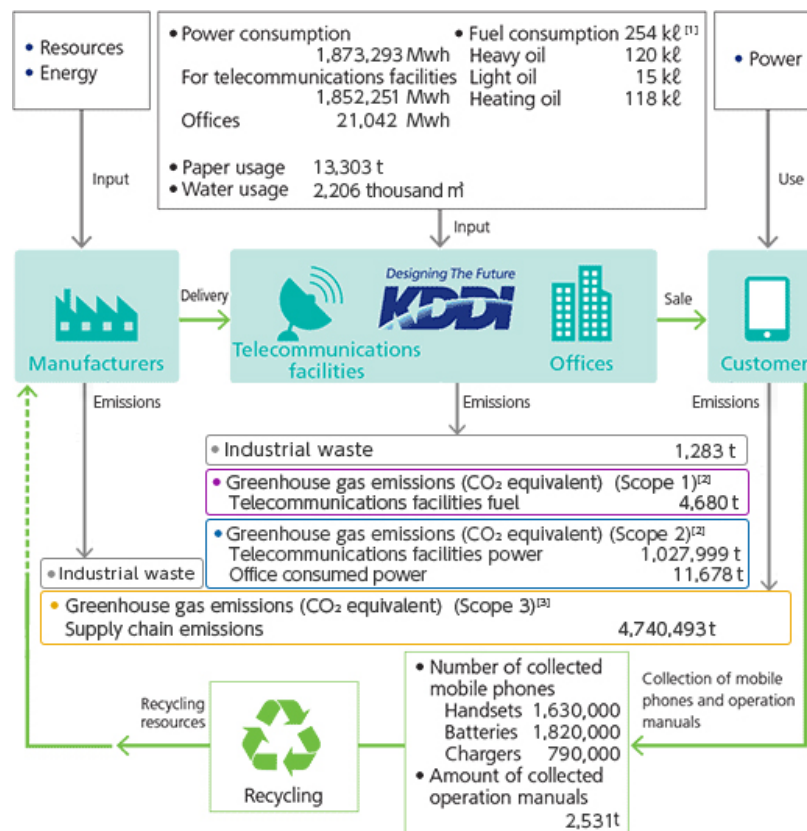 • Resources
• Energy
• Power consumption
1,873,293 Mwh
For telecommunications facilities
1,852,251 Mwh
Offices 21,042 Mwh
• Paper usage 13,303 t
• Water usage 2,206 thousand ㎡
• Fuel consumption 254 kℓ [1]
Heavy oil 120 kℓ
Light oil 15 kℓ
Heating oil 118 kℓ
• Power
Input
Input
Use
Manufacturers
Delivery
Telecommunications
facilities
Designing The Future
KDDI
Offices
Sale
Customer
Emissions
Emissions
Emissions
• Industrial waste 1,283 t
• Greenhouse gas emissions (CO₂ equivalent) (Scope 1)[2]
Telecommunications facilities fuel 4,680 t
• Greenhouse gas emissions (CO₂ equivalent) (Scope 2)[2]
Telecommunications facilities power 1,027,999 t
Office consumed power 11,678 t
• Industrial waste
• Greenhouse gas emissions (CO₂ equivalent) (Scope 3)[3]
Supply chain emissions 4,740,493 t
Recycling
resources
Recycling
• Number of collected
mobile phones
Handsets 1,630,000
Batteries 1,820,000
Chargers 790,000
• Amount of collected
operation manuals
2,531t
Collection of mobile
phones and operation
manuals